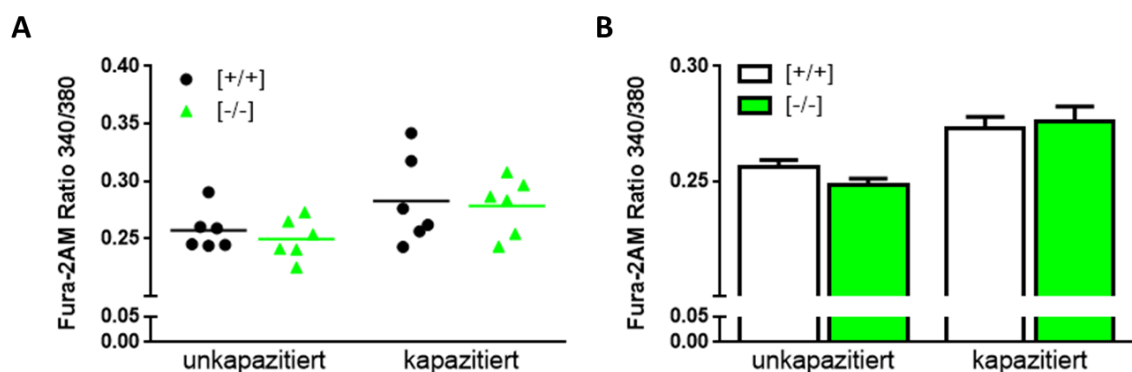 A
Fura-2AM Ratio 340/380
0.40
0.35
0.30
0.25
0.05
0.00
[+/+]
[-/-]
unkapazitiert kapazitiert
B
Fura-2AM Ratio 340/380
0.30
0.25
0.05
0.00
[+/+]
[-/-]
unkapazitiert kapazitiert